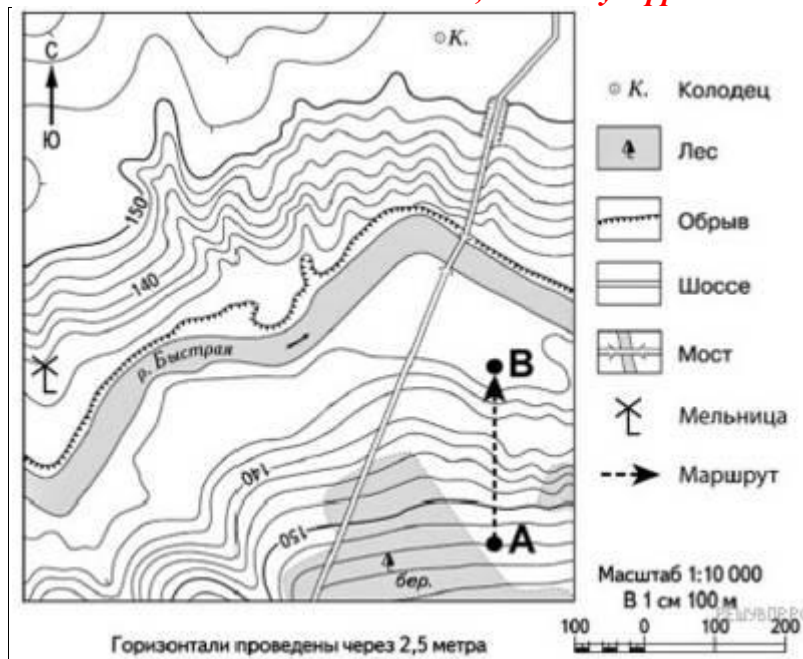 К.
С
Ю
150
140
р. Быстрая
В
140
150
А
бер.
К. Колодец
Лес
Обрыв
Шоссе
Мост
Мельница
Маршрут
Масштаб 1:10 000
В 1 см 100 м
100 0 100 200
Горизонтали проведены через 2,5 метра